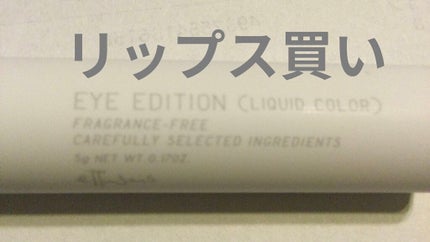 リップス買い
EYE EDITION (LIQUID COLOR)
FRAGRANCE-FREE
CAREFULLY SELECTED INGREDIENTS
5g NET WT. 0.17OZ.